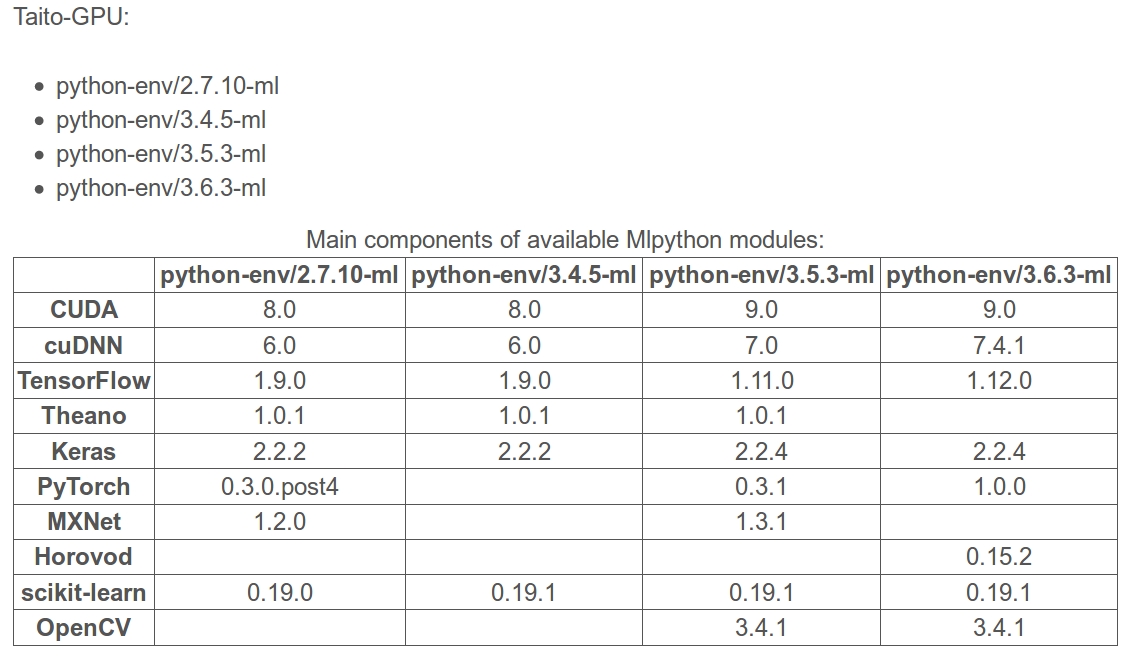 Taito-GPU:
• python-env/2.7.10-ml
• python-env/3.4.5-ml
• python-env/3.5.3-ml
• python-env/3.6.3-ml
Main components of available Mlpython modules:
python-env/2.7.10-ml python-env/3.4.5-ml python-env/3.5.3-ml python-env/3.6.3-ml
CUDA 8.0 8.0 9.0 9.0
cuDNN 6.0 6.0 7.0 7.4.1
TensorFlow 1.9.0 1.9.0 1.11.0 1.12.0
Theano 1.0.1 1.0.1 1.0.1
Keras 2.2.2 2.2.2 2.2.4 2.2.4
PyTorch 0.3.0.post4 0.3.1 1.0.0
MXNet 1.2.0 1.3.1
Horovod 0.15.2
scikit-learn 0.19.0 0.19.1 0.19.1 0.19.1
OpenCV 3.4.1 3.4.1